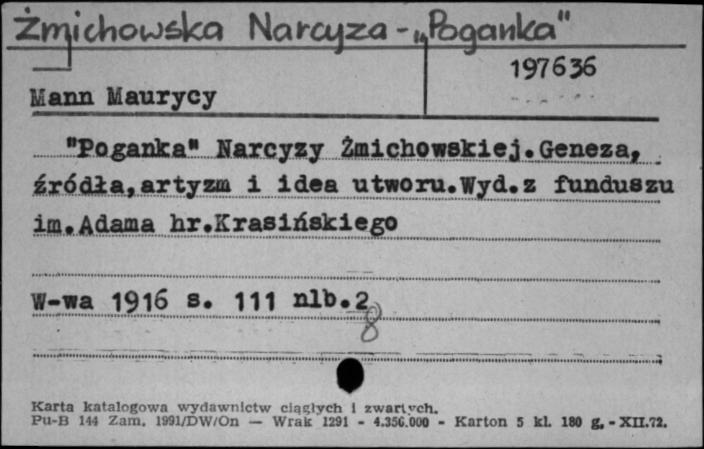 Żmichowska Narcyza - „Poganka"
197636
Mann Maurycy
"Poganka" Narcyzy Żmichowskiej.Geneza,
źródła,artyzm i idea utworu.Wyd.z funduszu
im.Adama hr.Krasińskiego
W-wa 1916 s. 111 nlb.2
8
Karta katalogowa wydawnictw ciągłych i zwartych.
Pu-B 144 Zam. 1991/DW/On — Wrak 1291 - 4.356.000 - Karton 5 kl. 180 g. - XII.72.